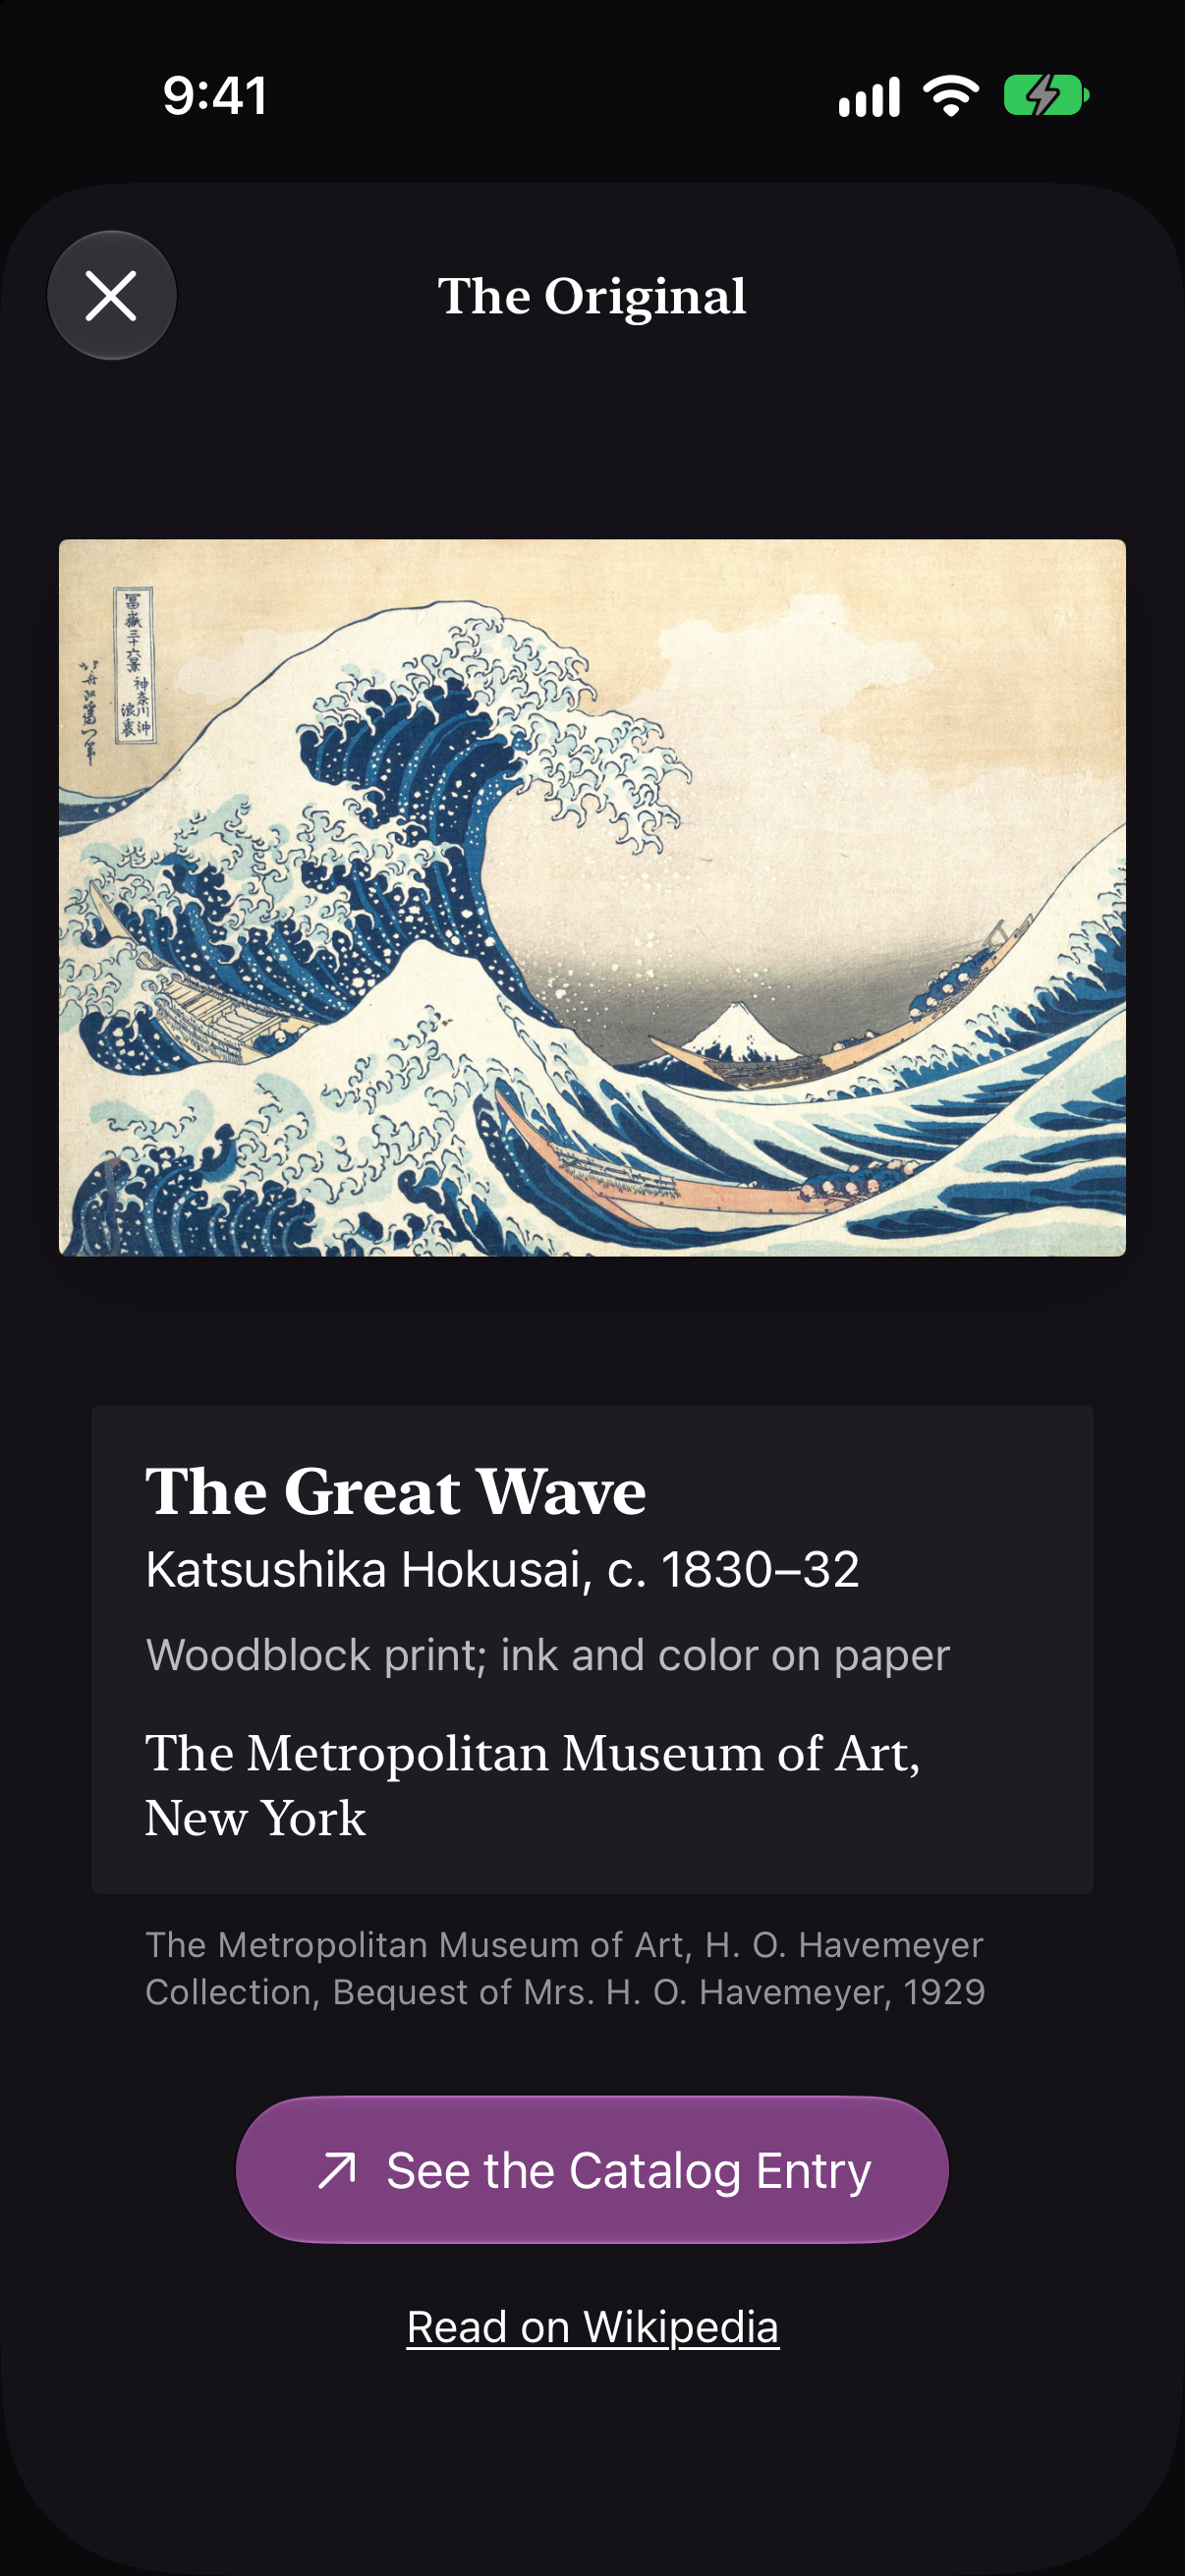 9:41
The Original
冨嶽三十六景
神奈川沖
浪裏
The Great Wave
Katsushika Hokusai, c. 1830–32
Woodblock print; ink and color on paper
The Metropolitan Museum of Art,
New York
The Metropolitan Museum of Art, H. O. Havemeyer
Collection, Bequest of Mrs. H. O. Havemeyer, 1929
See the Catalog Entry
Read on Wikipedia